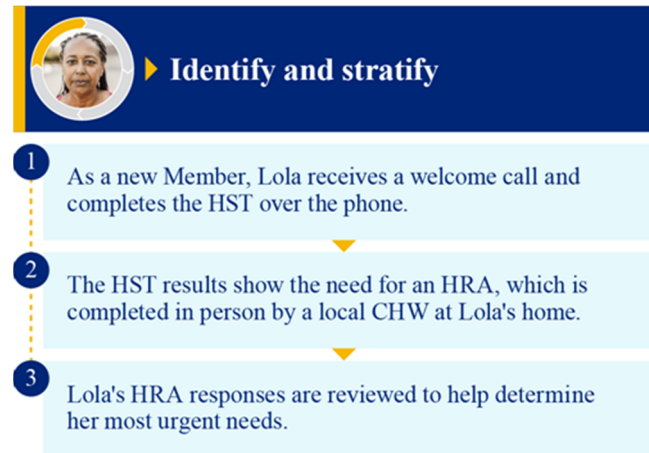 Identify and stratify
1
As a new Member, Lola receives a welcome call and
completes the HST over the phone.
2
The HST results show the need for an HRA, which is
completed in person by a local CHW at Lola's home.
3
Lola's HRA responses are reviewed to help determine
her most urgent needs.